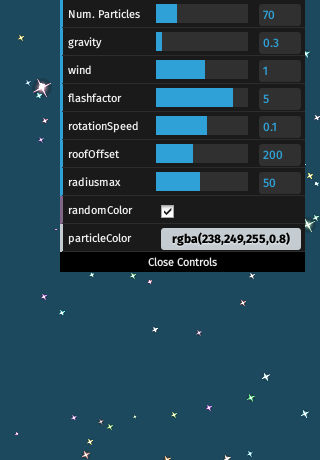 Num. Particles 70
gravity 0.3
wind 1
flashfactor 5
rotationSpeed 0.1
roofOffset 200
radiusmax 50
randomColor
particleColor rgba(238,249,255,0.8)
Close Controls